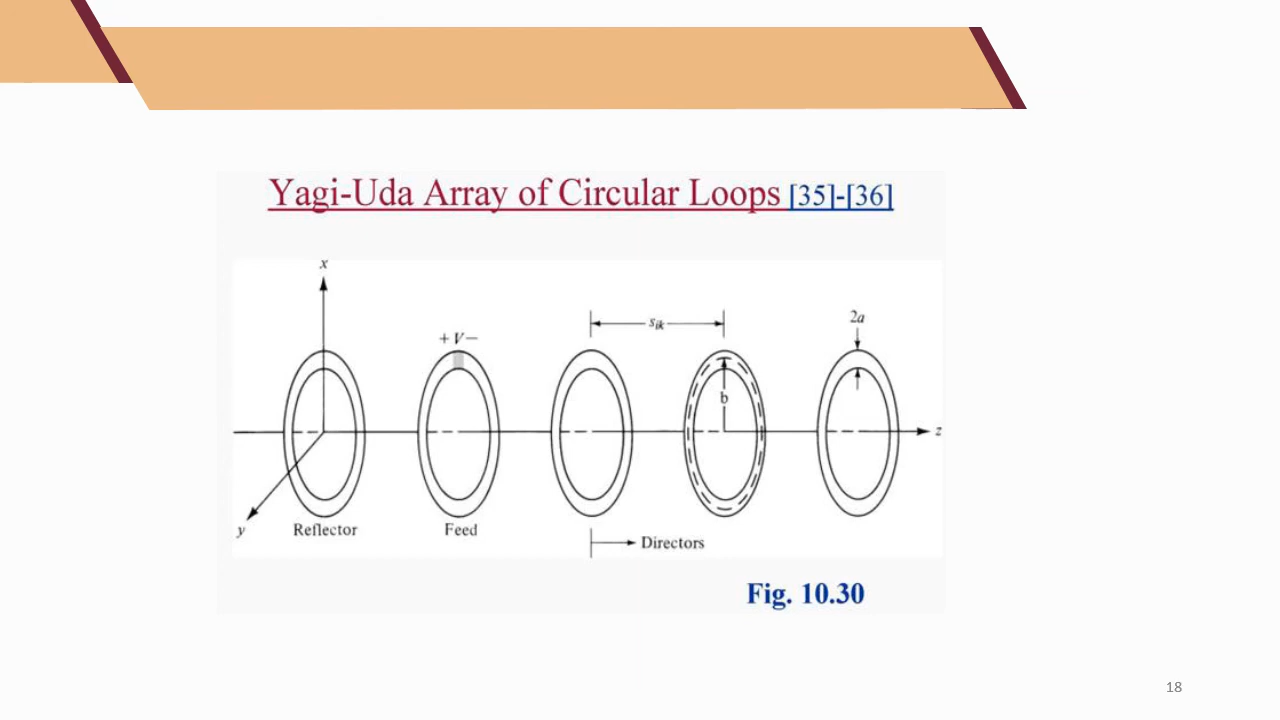 Yagi-Uda Array of Circular Loops [35]-[36]
x
2a
s_ik
+ V −
b
z
y
Reflector
Feed
Directors
Fig. 10.30
18